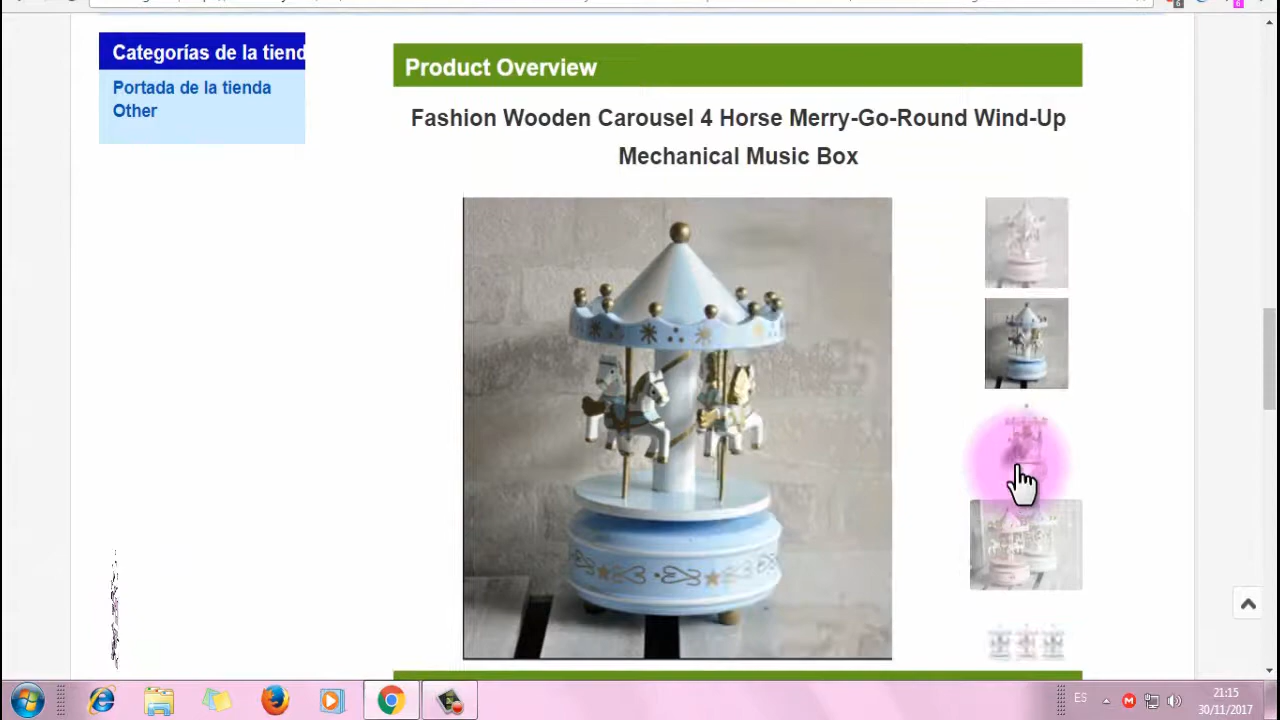 Categorías de la tiend
Portada de la tienda
Other
Product Overview
Fashion Wooden Carousel 4 Horse Merry-Go-Round Wind-Up
Mechanical Music Box
ES
21:15
30/11/2017